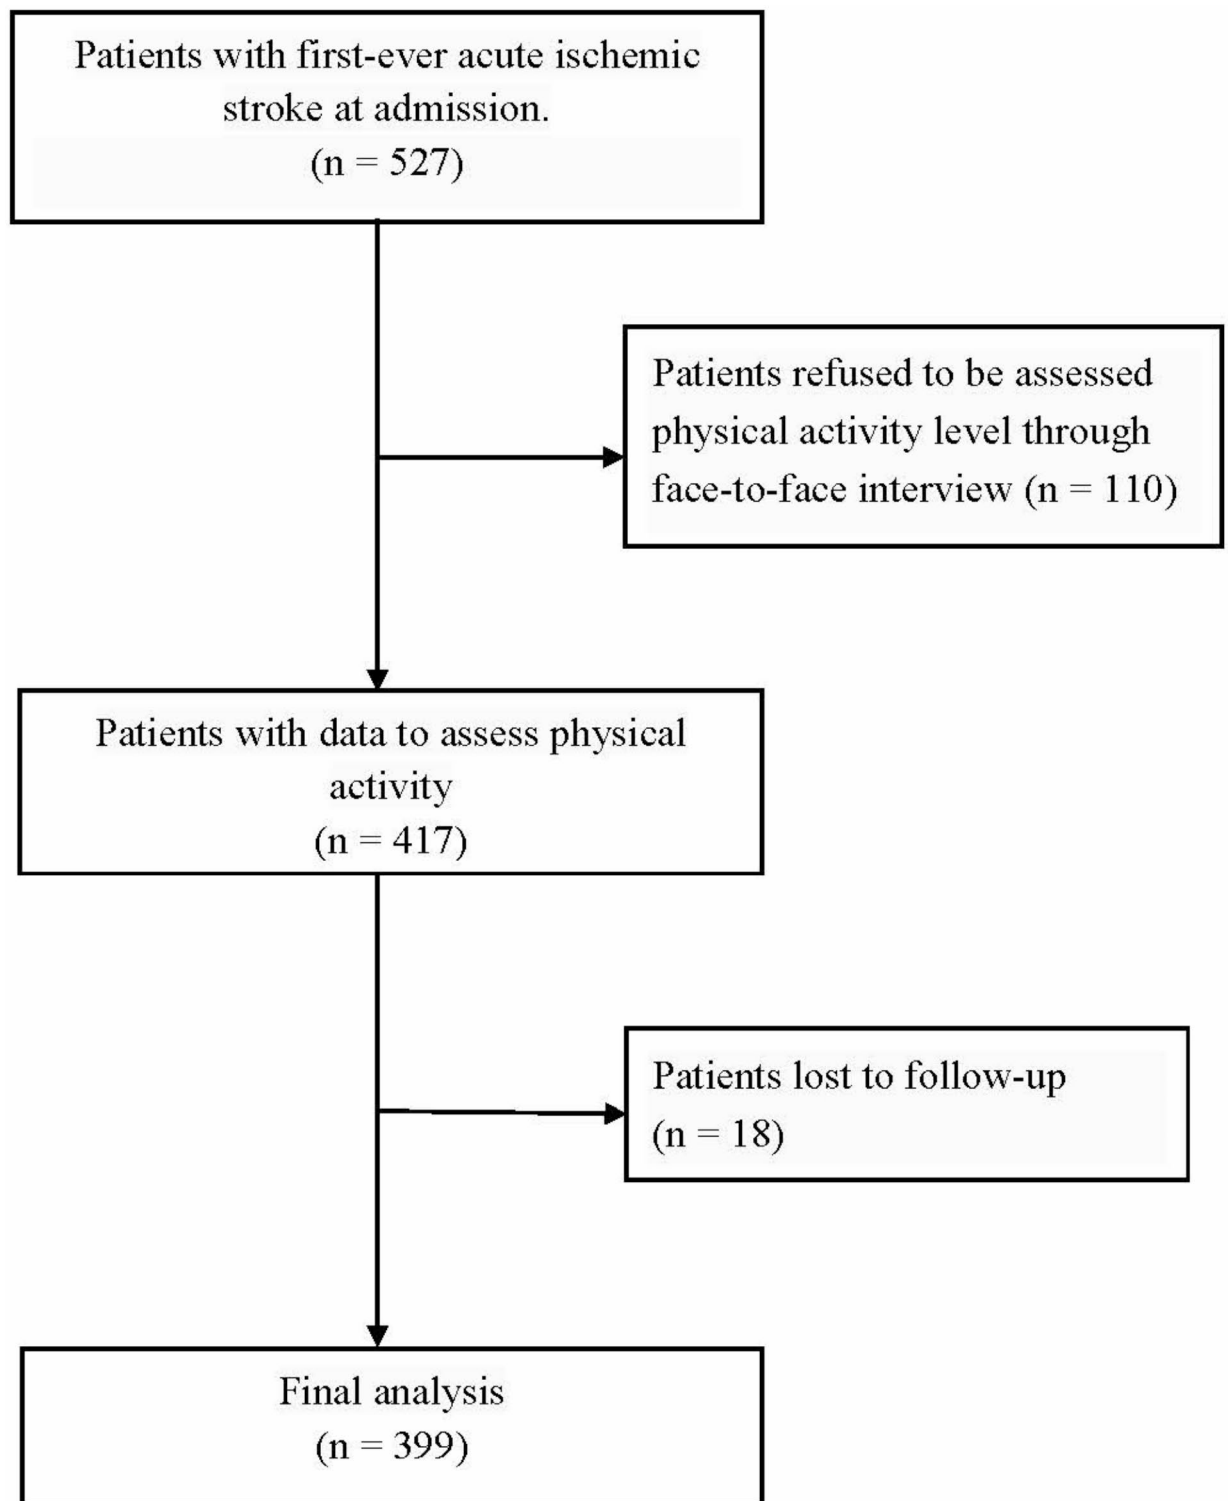 Patients with first-ever acute ischemic
stroke at admission.
(n = 527)
Patients refused to be assessed
physical activity level through
face-to-face interview (n = 110)
Patients with data to assess physical
activity
(n = 417)
Patients lost to follow-up
(n = 18)
Final analysis
(n = 399)